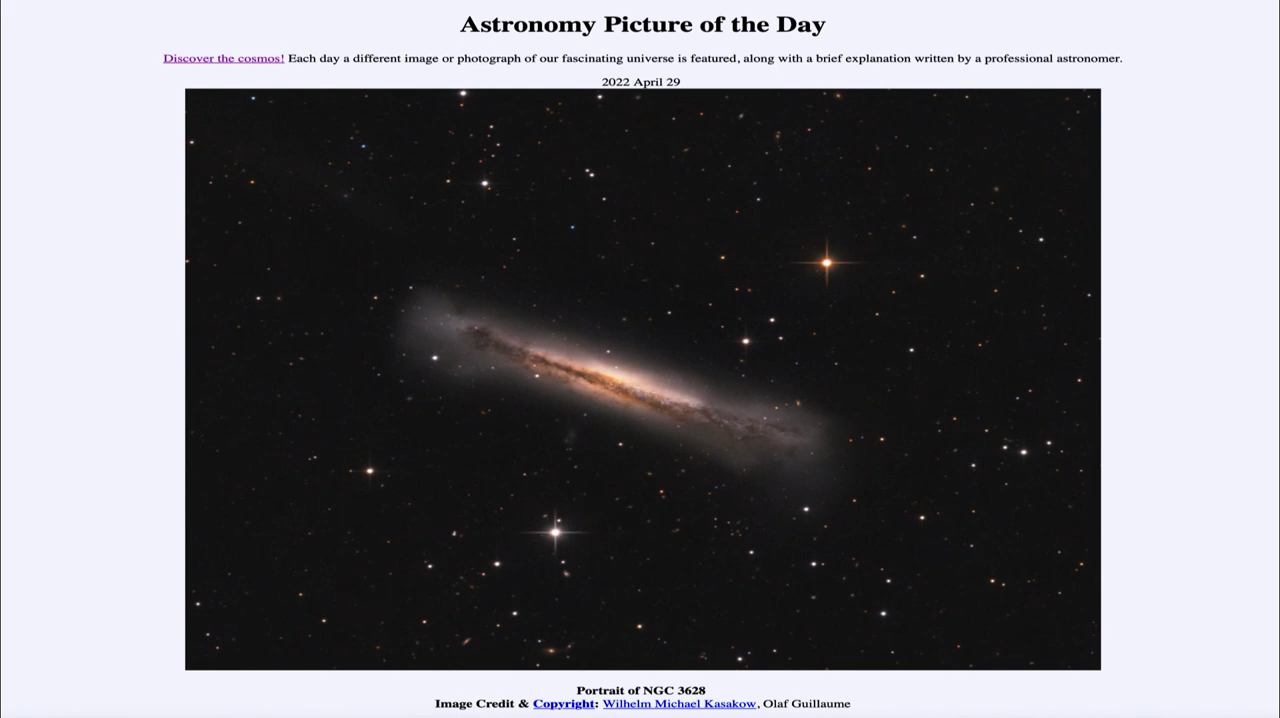 Astronomy Picture of the Day
Discover the cosmos! Each day a different image or photograph of our fascinating universe is featured, along with a brief explanation written by a professional astronomer.
2022 April 29
Portrait of NGC 3628
Image Credit & Copyright: Wilhelm Michael Kasakow, Olaf Guillaume